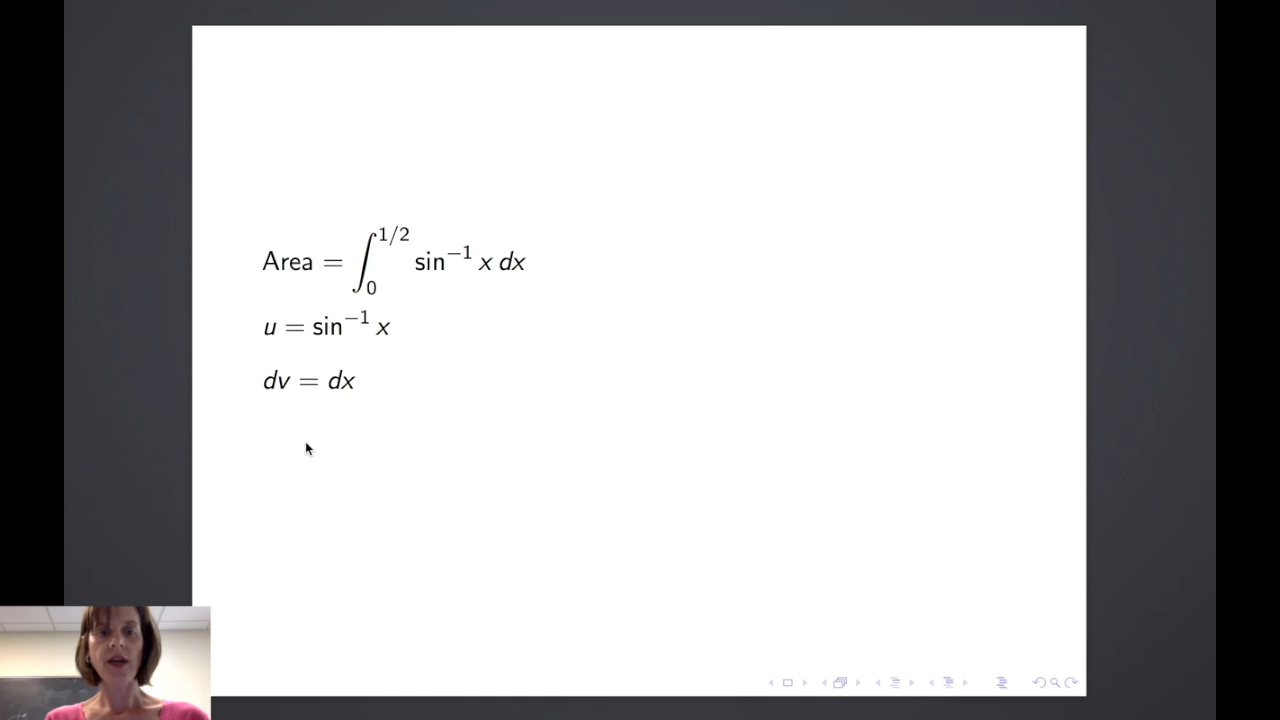 Area = ∫₀^{1/2} sin⁻¹ x dx
u = sin⁻¹ x
dv = dx